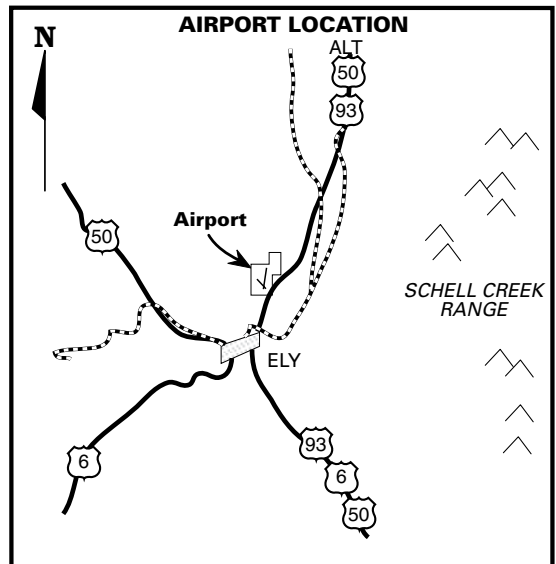 AIRPORT LOCATION
N
ALT
50
93
50
Airport
SCHELL CREEK
RANGE
ELY
6
93
6
50